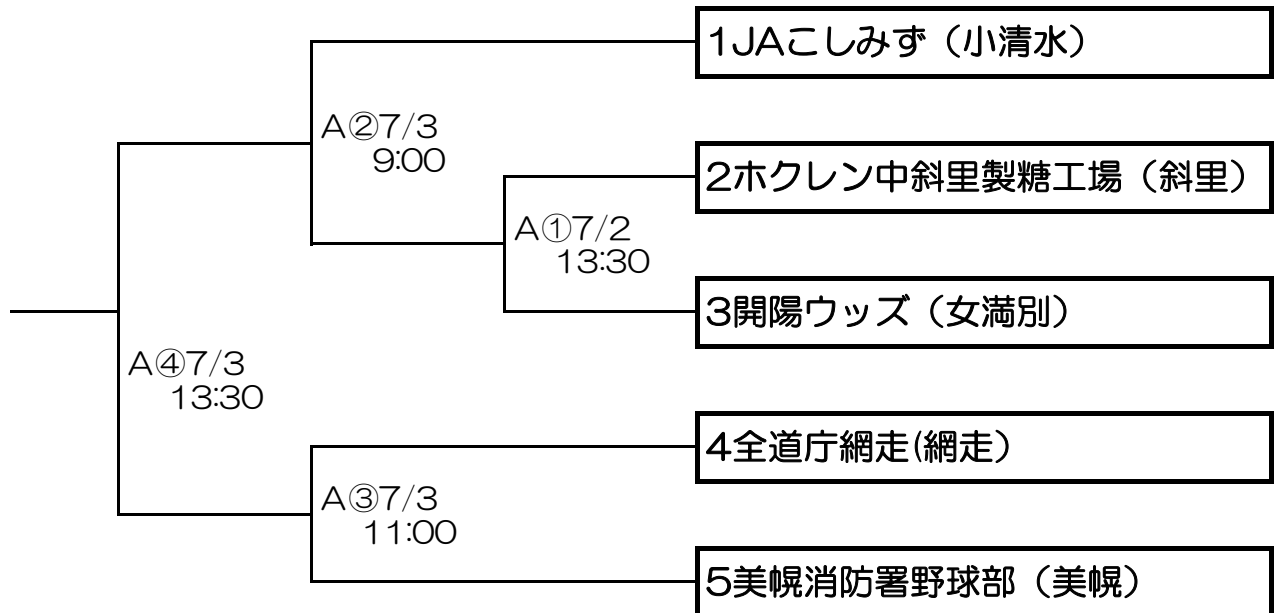 1JAこしみず（小清水）
A②7/3
9:00
2ホクレン中斜里製糖工場（斜里）
A①7/2
13:30
3開陽ウッズ（女満別）
A④7/3
13:30
4全道庁網走(網走）
A③7/3
11:00
5美幌消防署野球部（美幌）